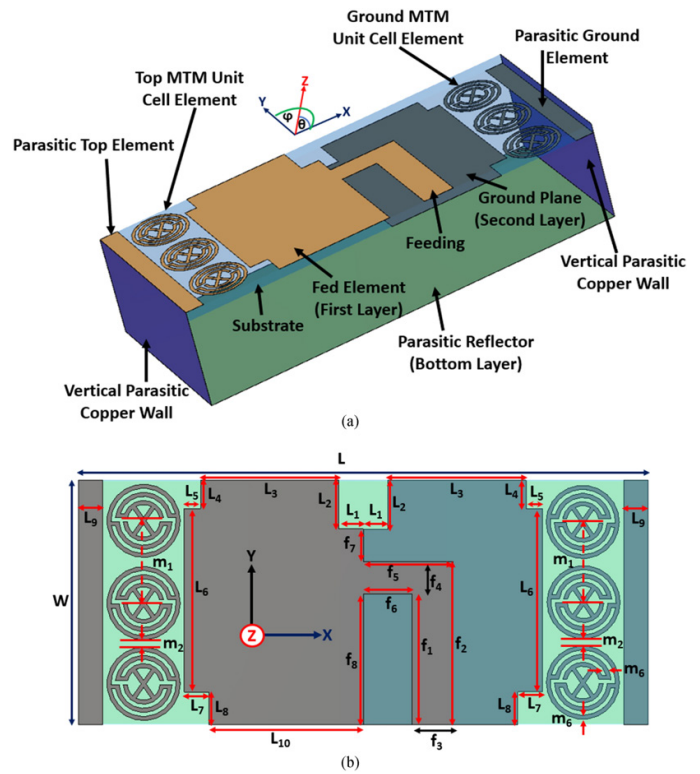 Ground MTM
Unit Cell Element
Parasitic Ground
Element
Top MTM Unit
Cell Element
Z
Y
X
φ
θ
Parasitic Top Element
Ground Plane
(Second Layer)
Feeding
Vertical Parasitic
Copper Wall
Fed Element
(First Layer)
Substrate
Parasitic Reflector
(Bottom Layer)
Vertical Parasitic
Copper Wall
(a)
L
L5 L4 L3 L2 L2 L3 L4 L5
L9 L1 L1 L9
m1 f7 m1
f5 f4
W Y L6 f6 L6
Z X f8 f1 f2
m2 m2
m6
L7 L8 L8 L7 m6
L10 f3
(b)